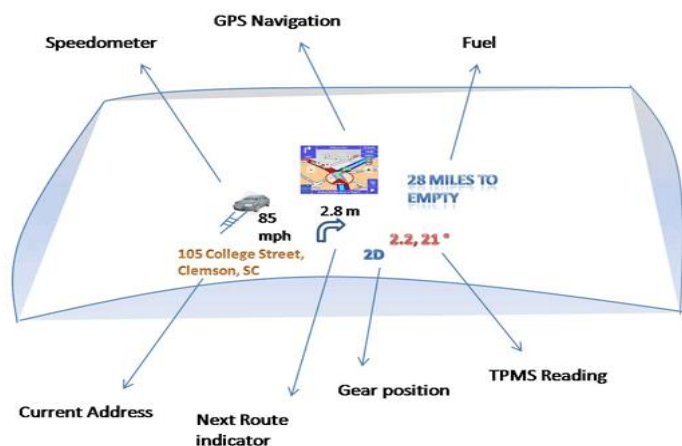 GPS Navigation
Speedometer
Fuel
28 MILES TO
EMPTY
2.8 m
85
mph
2.2, 21 °
105 College Street,
Clemson, SC
2D
TPMS Reading
Gear position
Current Address
Next Route
indicator